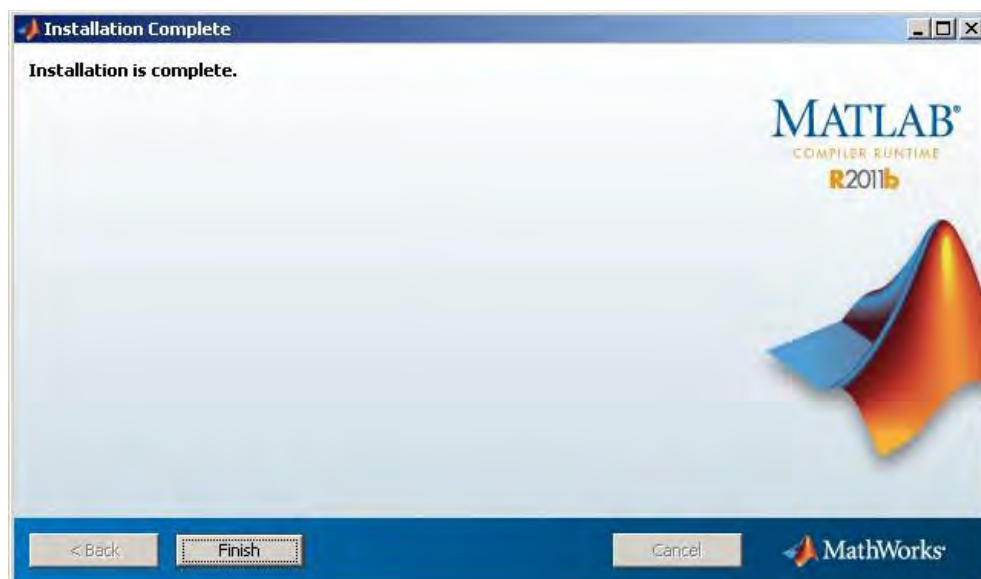 Installation Complete
Installation is complete.
MATLAB®
COMPILER RUNTIME
R2011b
< Back
Finish
Cancel
MathWorks®